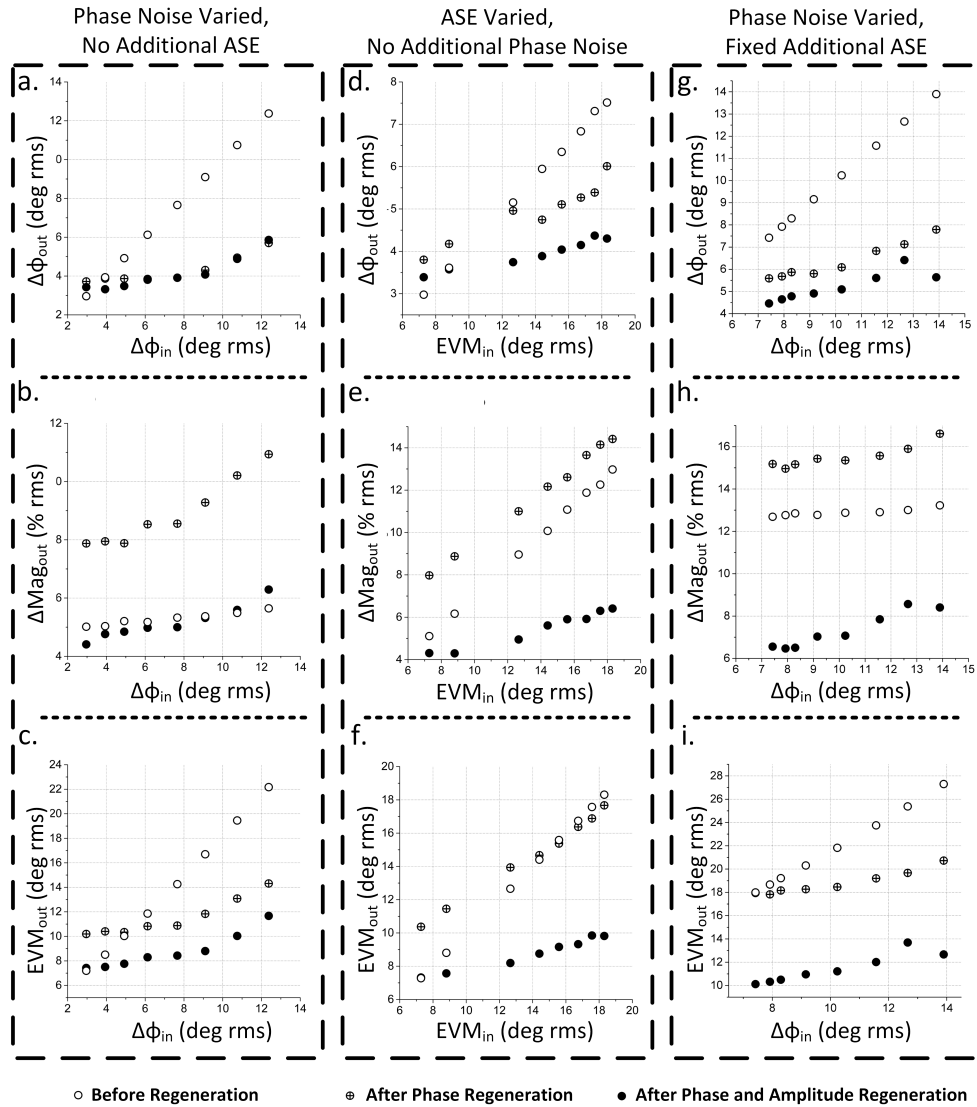 Phase Noise Varied,
No Additional ASE
ASE Varied,
No Additional Phase Noise
Phase Noise Varied,
Fixed Additional ASE
a.
14
12
0
8
6
4
2
2 4 6 8 10 12 14
Δϕout (deg rms)
Δϕin (deg rms)
b.
12
0
8
6
4
2 4 6 8 10 12 14
ΔMagout (% rms)
Δϕin (deg rms)
c.
24
22
20
18
16
14
12
10
8
6
2 4 6 8 10 12 14
EVMout (deg rms)
Δϕin (deg rms)
d.
8
7
6
5
4
3
6 8 10 12 14 16 18 20
Δϕout (deg rms)
EVMin (deg rms)
e.
14
12
10
8
6
4
6 8 10 12 14 16 18 20
ΔMagout (% rms)
EVMin (deg rms)
f.
20
18
16
14
12
10
8
6
6 8 10 12 14 16 18 20
EVMout (deg rms)
EVMin (deg rms)
g.
14
13
12
11
10
9
8
7
6
5
4
6 7 8 9 10 11 12 13 14 15
Δϕout (deg rms)
Δϕin (deg rms)
h.
16
14
12
10
8
6
6 7 8 9 10 11 12 13 14 15
ΔMagout (% rms)
Δϕin (deg rms)
i.
28
26
24
22
20
18
16
14
12
10
8 10 12 14
EVMout (deg rms)
Δϕin (deg rms)
Before Regeneration After Phase Regeneration After Phase and Amplitude Regeneration